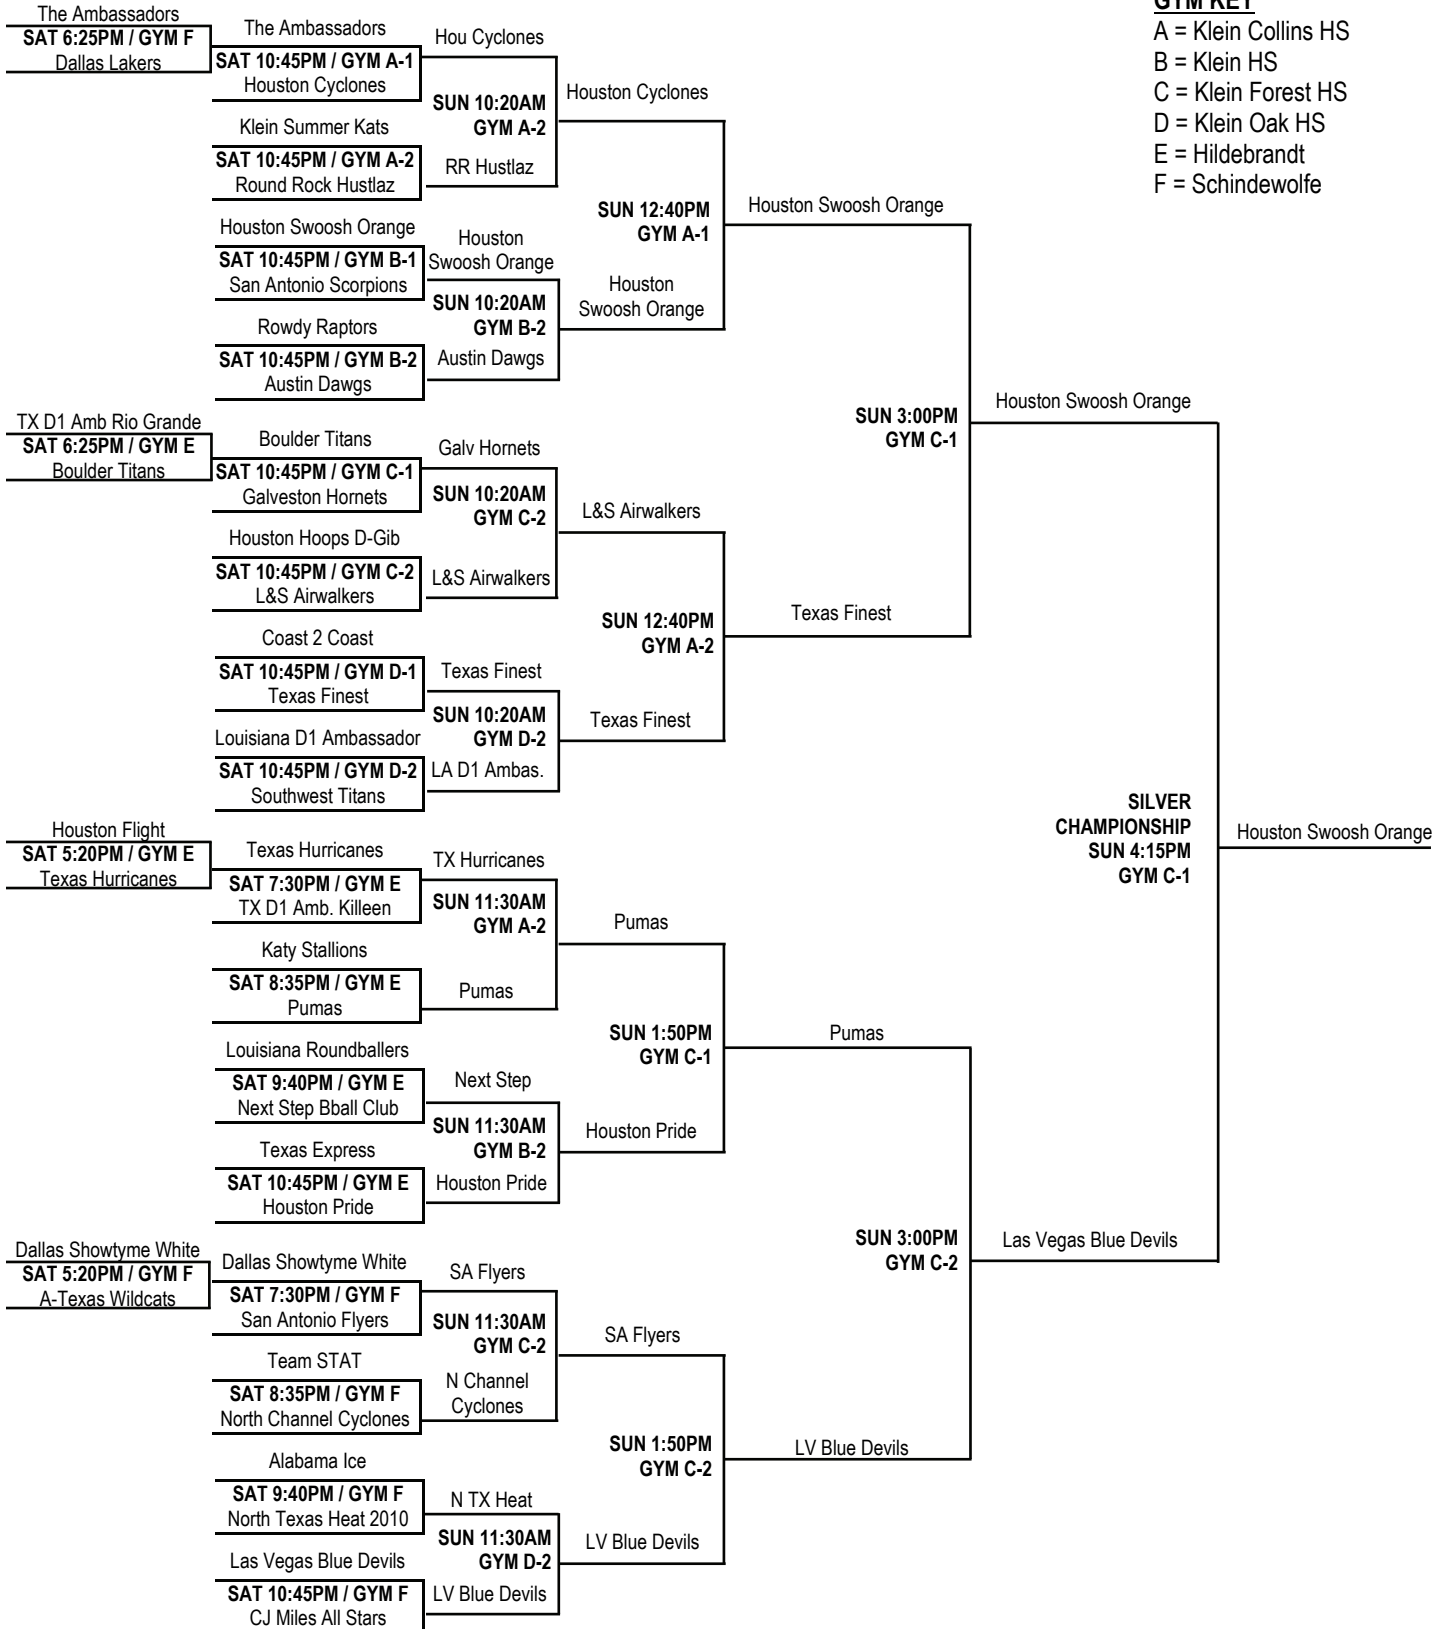 GYM KEY
A = Klein Collins HS
B = Klein HS
C = Klein Forest HS
D = Klein Oak HS
E = Hildebrandt
F = Schindewolfe
The Ambassadors
SAT 6:25PM / GYM F
Dallas Lakers
TX D1 Amb Rio Grande
SAT 6:25PM / GYM E
Boulder Titans
Houston Flight
SAT 5:20PM / GYM E
Texas Hurricanes
Dallas Showtyme White
SAT 5:20PM / GYM F
A-Texas Wildcats
The Ambassadors
SAT 10:45PM / GYM A-1
Houston Cyclones
Klein Summer Kats
SAT 10:45PM / GYM A-2
Round Rock Hustlaz
Houston Swoosh Orange
SAT 10:45PM / GYM B-1
San Antonio Scorpions
Rowdy Raptors
SAT 10:45PM / GYM B-2
Austin Dawgs
Boulder Titans
SAT 10:45PM / GYM C-1
Galveston Hornets
Houston Hoops D-Gib
SAT 10:45PM / GYM C-2
L&S Airwalkers
Coast 2 Coast
SAT 10:45PM / GYM D-1
Texas Finest
Louisiana D1 Ambassador
SAT 10:45PM / GYM D-2
Southwest Titans
Texas Hurricanes
SAT 7:30PM / GYM E
TX D1 Amb. Killeen
Katy Stallions
SAT 8:35PM / GYM E
Pumas
Louisiana Roundballers
SAT 9:40PM / GYM E
Next Step Bball Club
Texas Express
SAT 10:45PM / GYM E
Houston Pride
Dallas Showtyme White
SAT 7:30PM / GYM F
San Antonio Flyers
Team STAT
SAT 8:35PM / GYM F
North Channel Cyclones
Alabama Ice
SAT 9:40PM / GYM F
North Texas Heat 2010
Las Vegas Blue Devils
SAT 10:45PM / GYM F
CJ Miles All Stars
Hou Cyclones
SUN 10:20AM
GYM A-2
RR Hustlaz
Houston
Swoosh Orange
SUN 10:20AM
GYM B-2
Austin Dawgs
Galv Hornets
SUN 10:20AM
GYM C-2
L&S Airwalkers
Texas Finest
SUN 10:20AM
GYM D-2
LA D1 Ambas.
TX Hurricanes
SUN 11:30AM
GYM A-2
Pumas
Next Step
SUN 11:30AM
GYM B-2
Houston Pride
SA Flyers
SUN 11:30AM
GYM C-2
N Channel
Cyclones
N TX Heat
SUN 11:30AM
GYM D-2
LV Blue Devils
Houston Cyclones
SUN 12:40PM
GYM A-1
Houston
Swoosh Orange
L&S Airwalkers
SUN 12:40PM
GYM A-2
Texas Finest
Pumas
SUN 1:50PM
GYM C-1
Houston Pride
SA Flyers
SUN 1:50PM
GYM C-2
LV Blue Devils
Houston Swoosh Orange
SUN 3:00PM
GYM C-1
Texas Finest
Pumas
SUN 3:00PM
GYM C-2
LV Blue Devils
Houston Swoosh Orange
SILVER
CHAMPIONSHIP
SUN 4:15PM
GYM C-1
Las Vegas Blue Devils
Houston Swoosh Orange